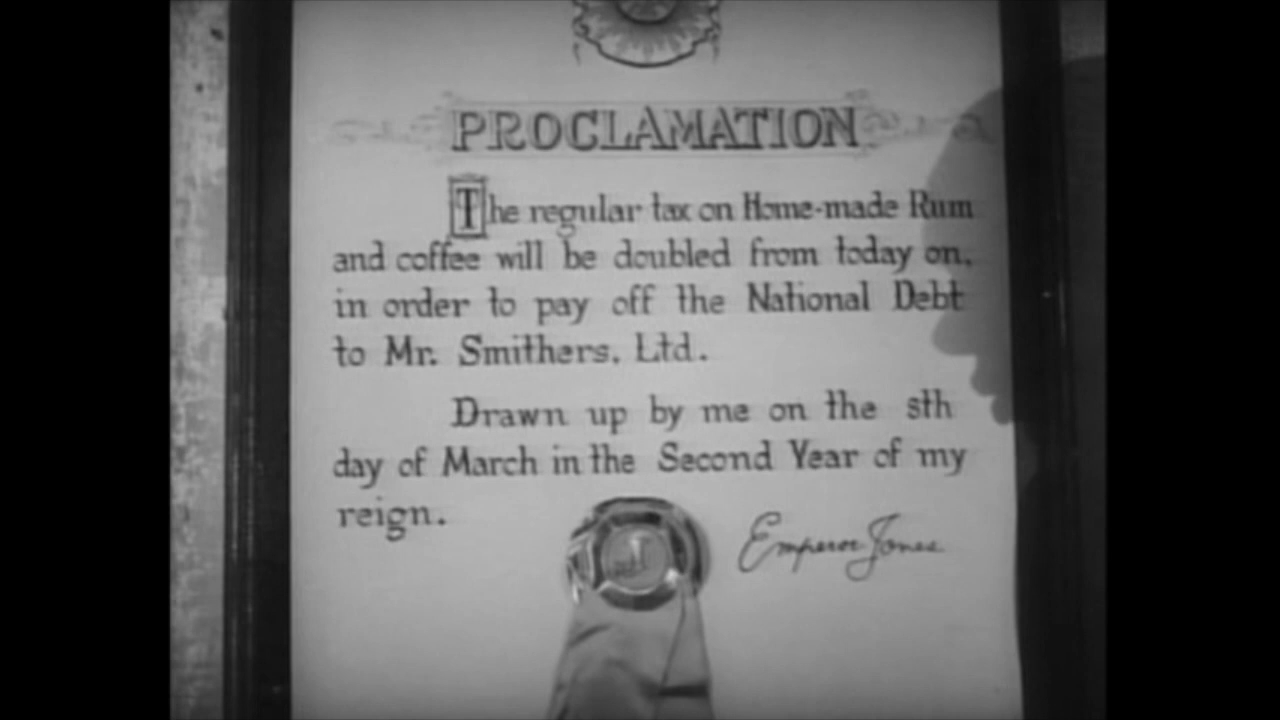 PROCLAMATION
The regular tax on Home-made Rum
and coffee will be doubled from today on,
in order to pay off the National Debt
to Mr. Smithers, Ltd.
Drawn up by me on the 5th
day of March in the Second Year of my
reign.
Emperor Jones
J